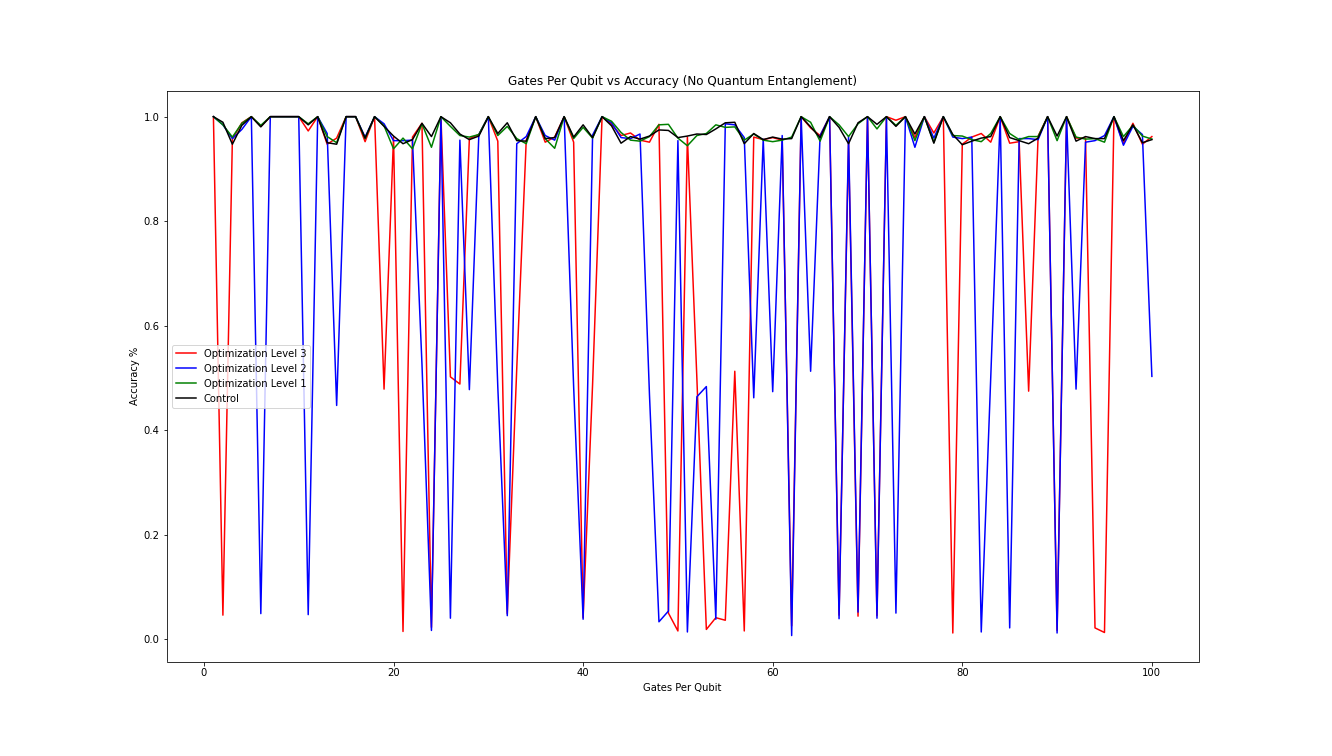 Gates Per Qubit vs Accuracy (No Quantum Entanglement)
1.0
0.8
0.6
0.4
0.2
0.0
Accuracy %
Optimization Level 3
Optimization Level 2
Optimization Level 1
Control
0 20 40 60 80 100
Gates Per Qubit